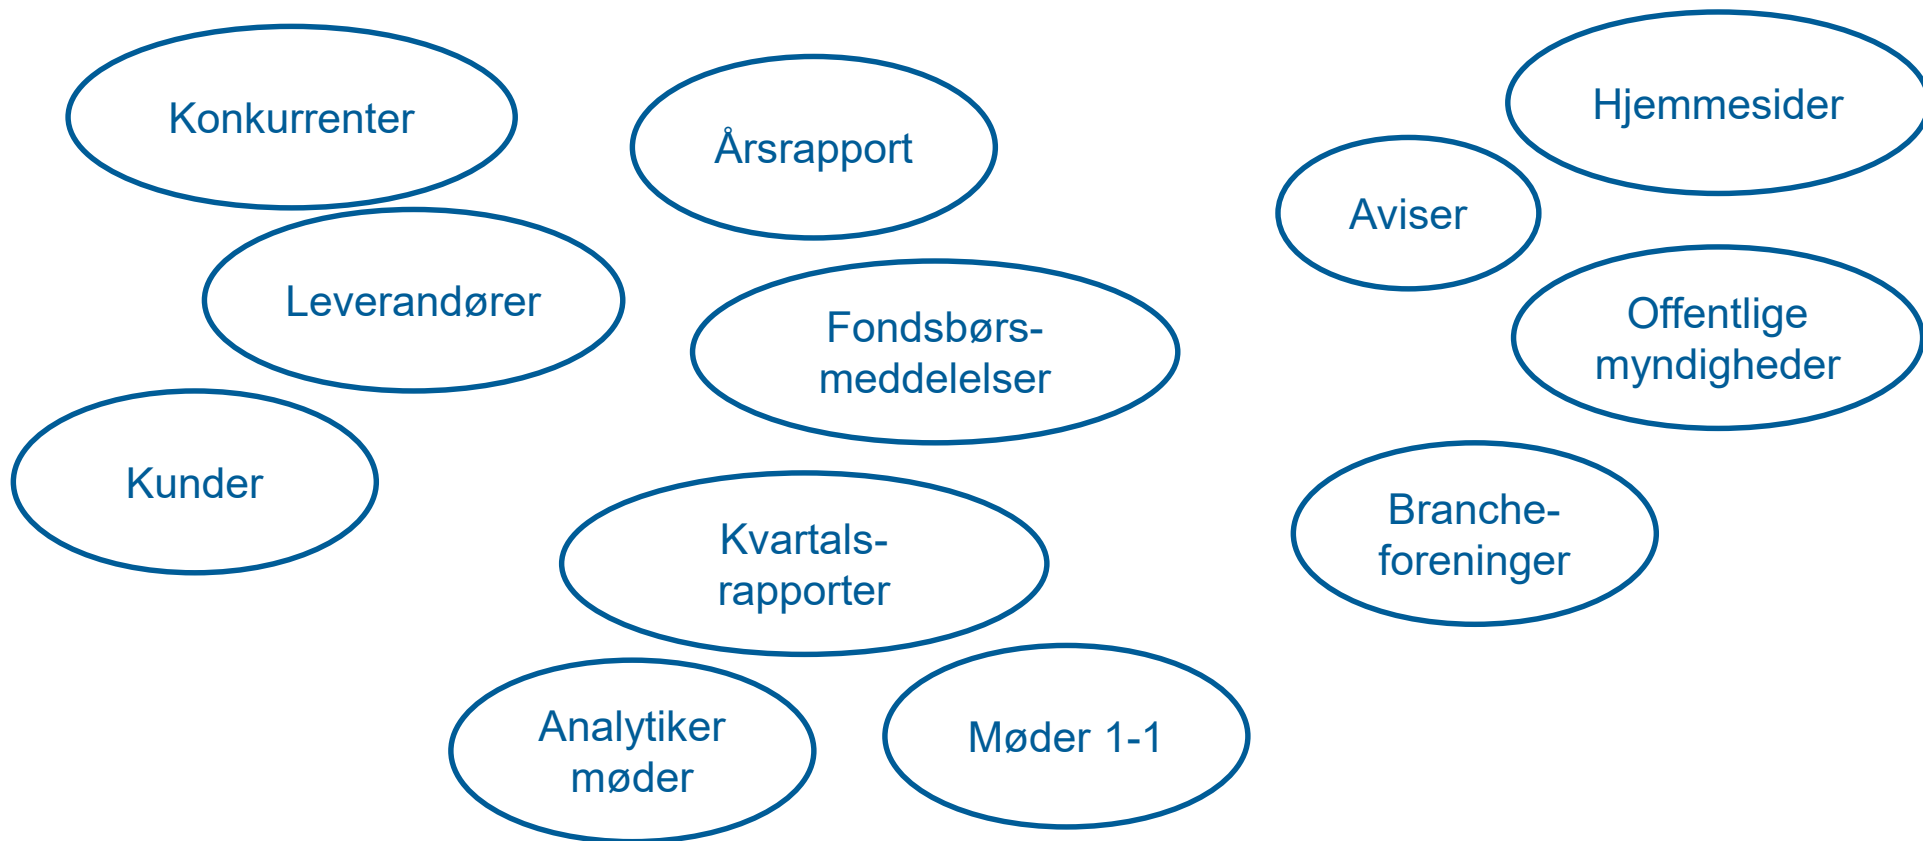 Konkurrenter
Leverandører
Kunder
Årsrapport
Fondsbørs-
meddelelser
Kvartals-
rapporter
Analytiker
møder
Møder 1-1
Hjemmesider
Aviser
Offentlige
myndigheder
Branche-
foreninger